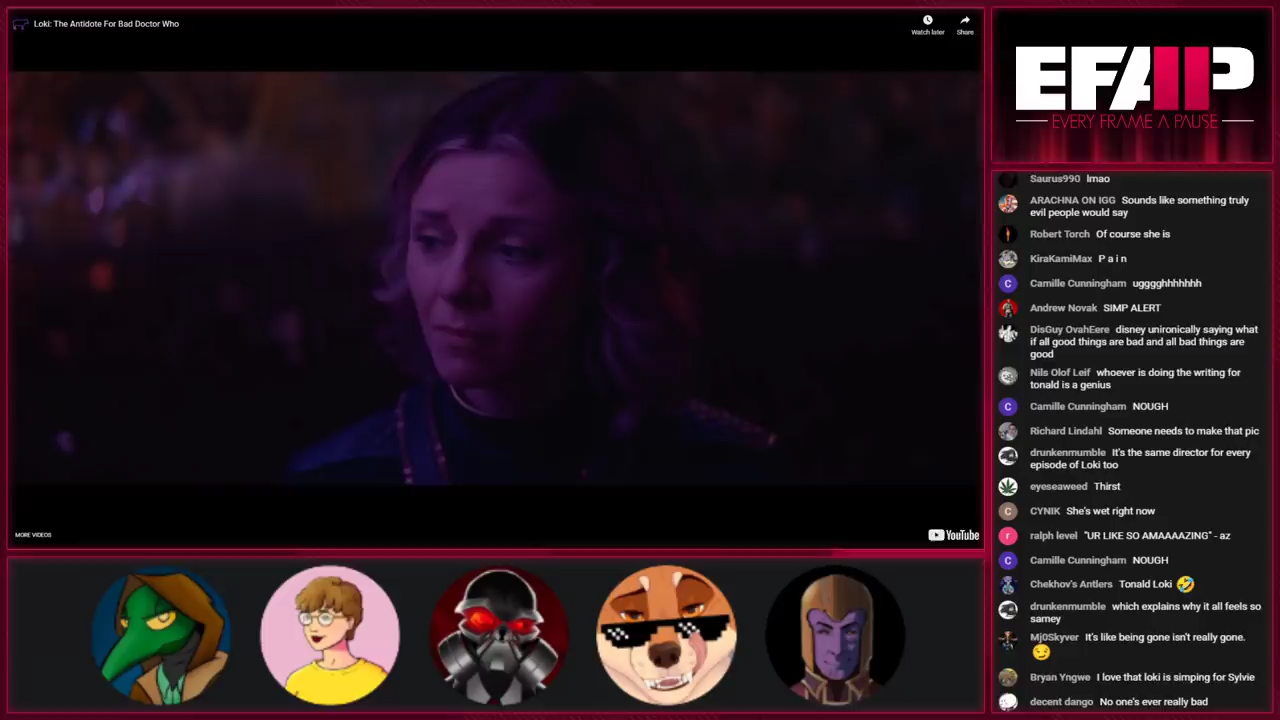 Loki: The Antidote For Bad Doctor Who
Watch later
Share
MORE VIDEOS
YouTube
EFAP
EVERY FRAME A PAUSE
Saurus990 lmao
ARACHNA ON IGG Sounds like something truly
evil people would say
Robert Torch Of course she is
KiraKamiMax P a i n
Camille Cunningham ugggghhhhhhh
Andrew Novak SIMP ALERT
DisGuy OvahEere disney unironically saying what
if all good things are bad and all bad things are
good
Nils Olof Leif whoever is doing the writing for
tonald is a genius
C Camille Cunningham NOUGH
Richard Lindahl Someone needs to make that pic
drunkenmumble It's the same director for every
episode of Loki too
eyeseaweed Thirst
C CYNIK She's wet right now
r ralph level "UR LIKE SO AMAAAAZING" - az
C Camille Cunningham NOUGH
Chekhov's Antlers Tonald Loki 🤣
drunkenmumble which explains why it all feels so
samey
Mj0Skyver It's like being gone isn't really gone.
😏
Bryan Yngwe I love that loki is simping for Sylvie
decent dango No one's ever really bad